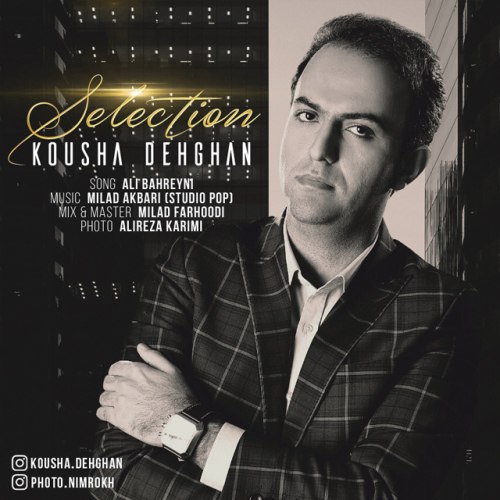 Selection
KOUSHA DEHGHAN
SONG ALI BAHREYNI
MUSIC MILAD AKBARI (STUDIO POP)
MIX & MASTER MILAD FARHOODI
PHOTO ALIREZA KARIMI
KOUSHA.DEHGHAN
PHOTO.NIMROKH